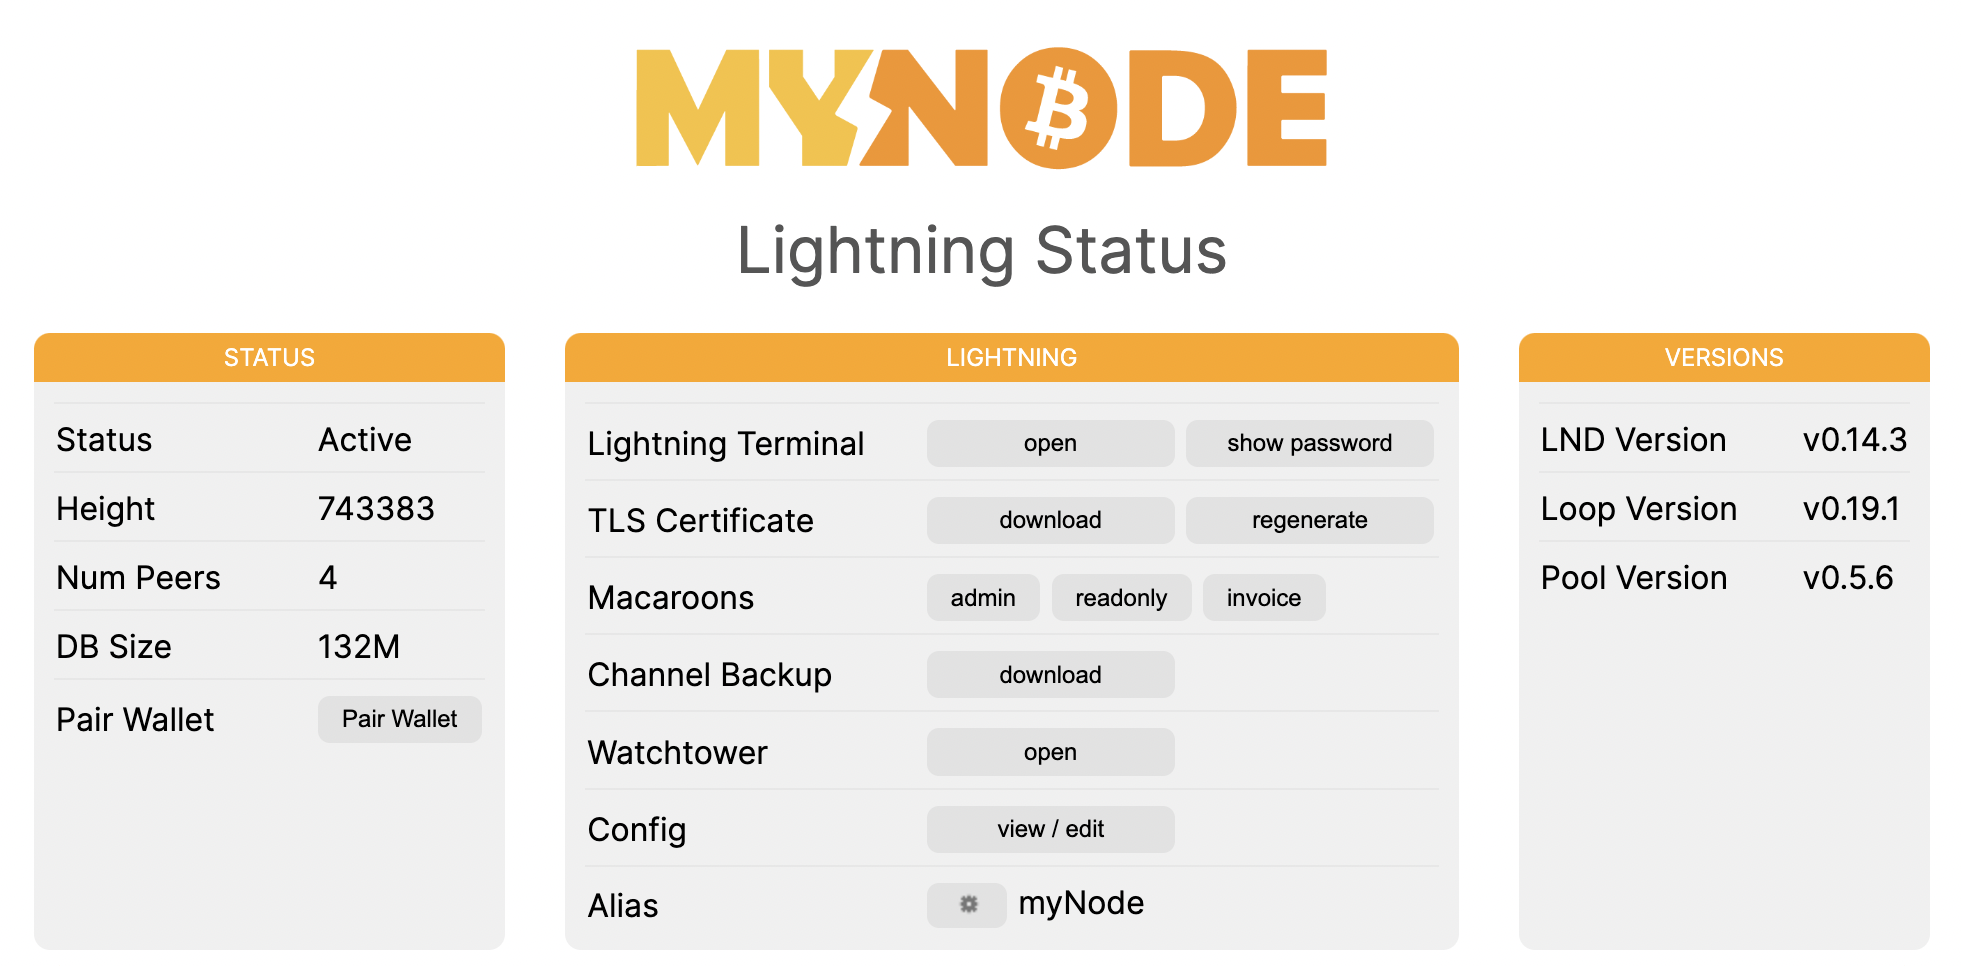 MYNODE
Lightning Status
STATUS
Status Active
Height 743383
Num Peers 4
DB Size 132M
Pair Wallet Pair Wallet
LIGHTNING
Lightning Terminal open show password
TLS Certificate download regenerate
Macaroons admin readonly invoice
Channel Backup download
Watchtower open
Config view / edit
Alias myNode
VERSIONS
LND Version v0.14.3
Loop Version v0.19.1
Pool Version v0.5.6